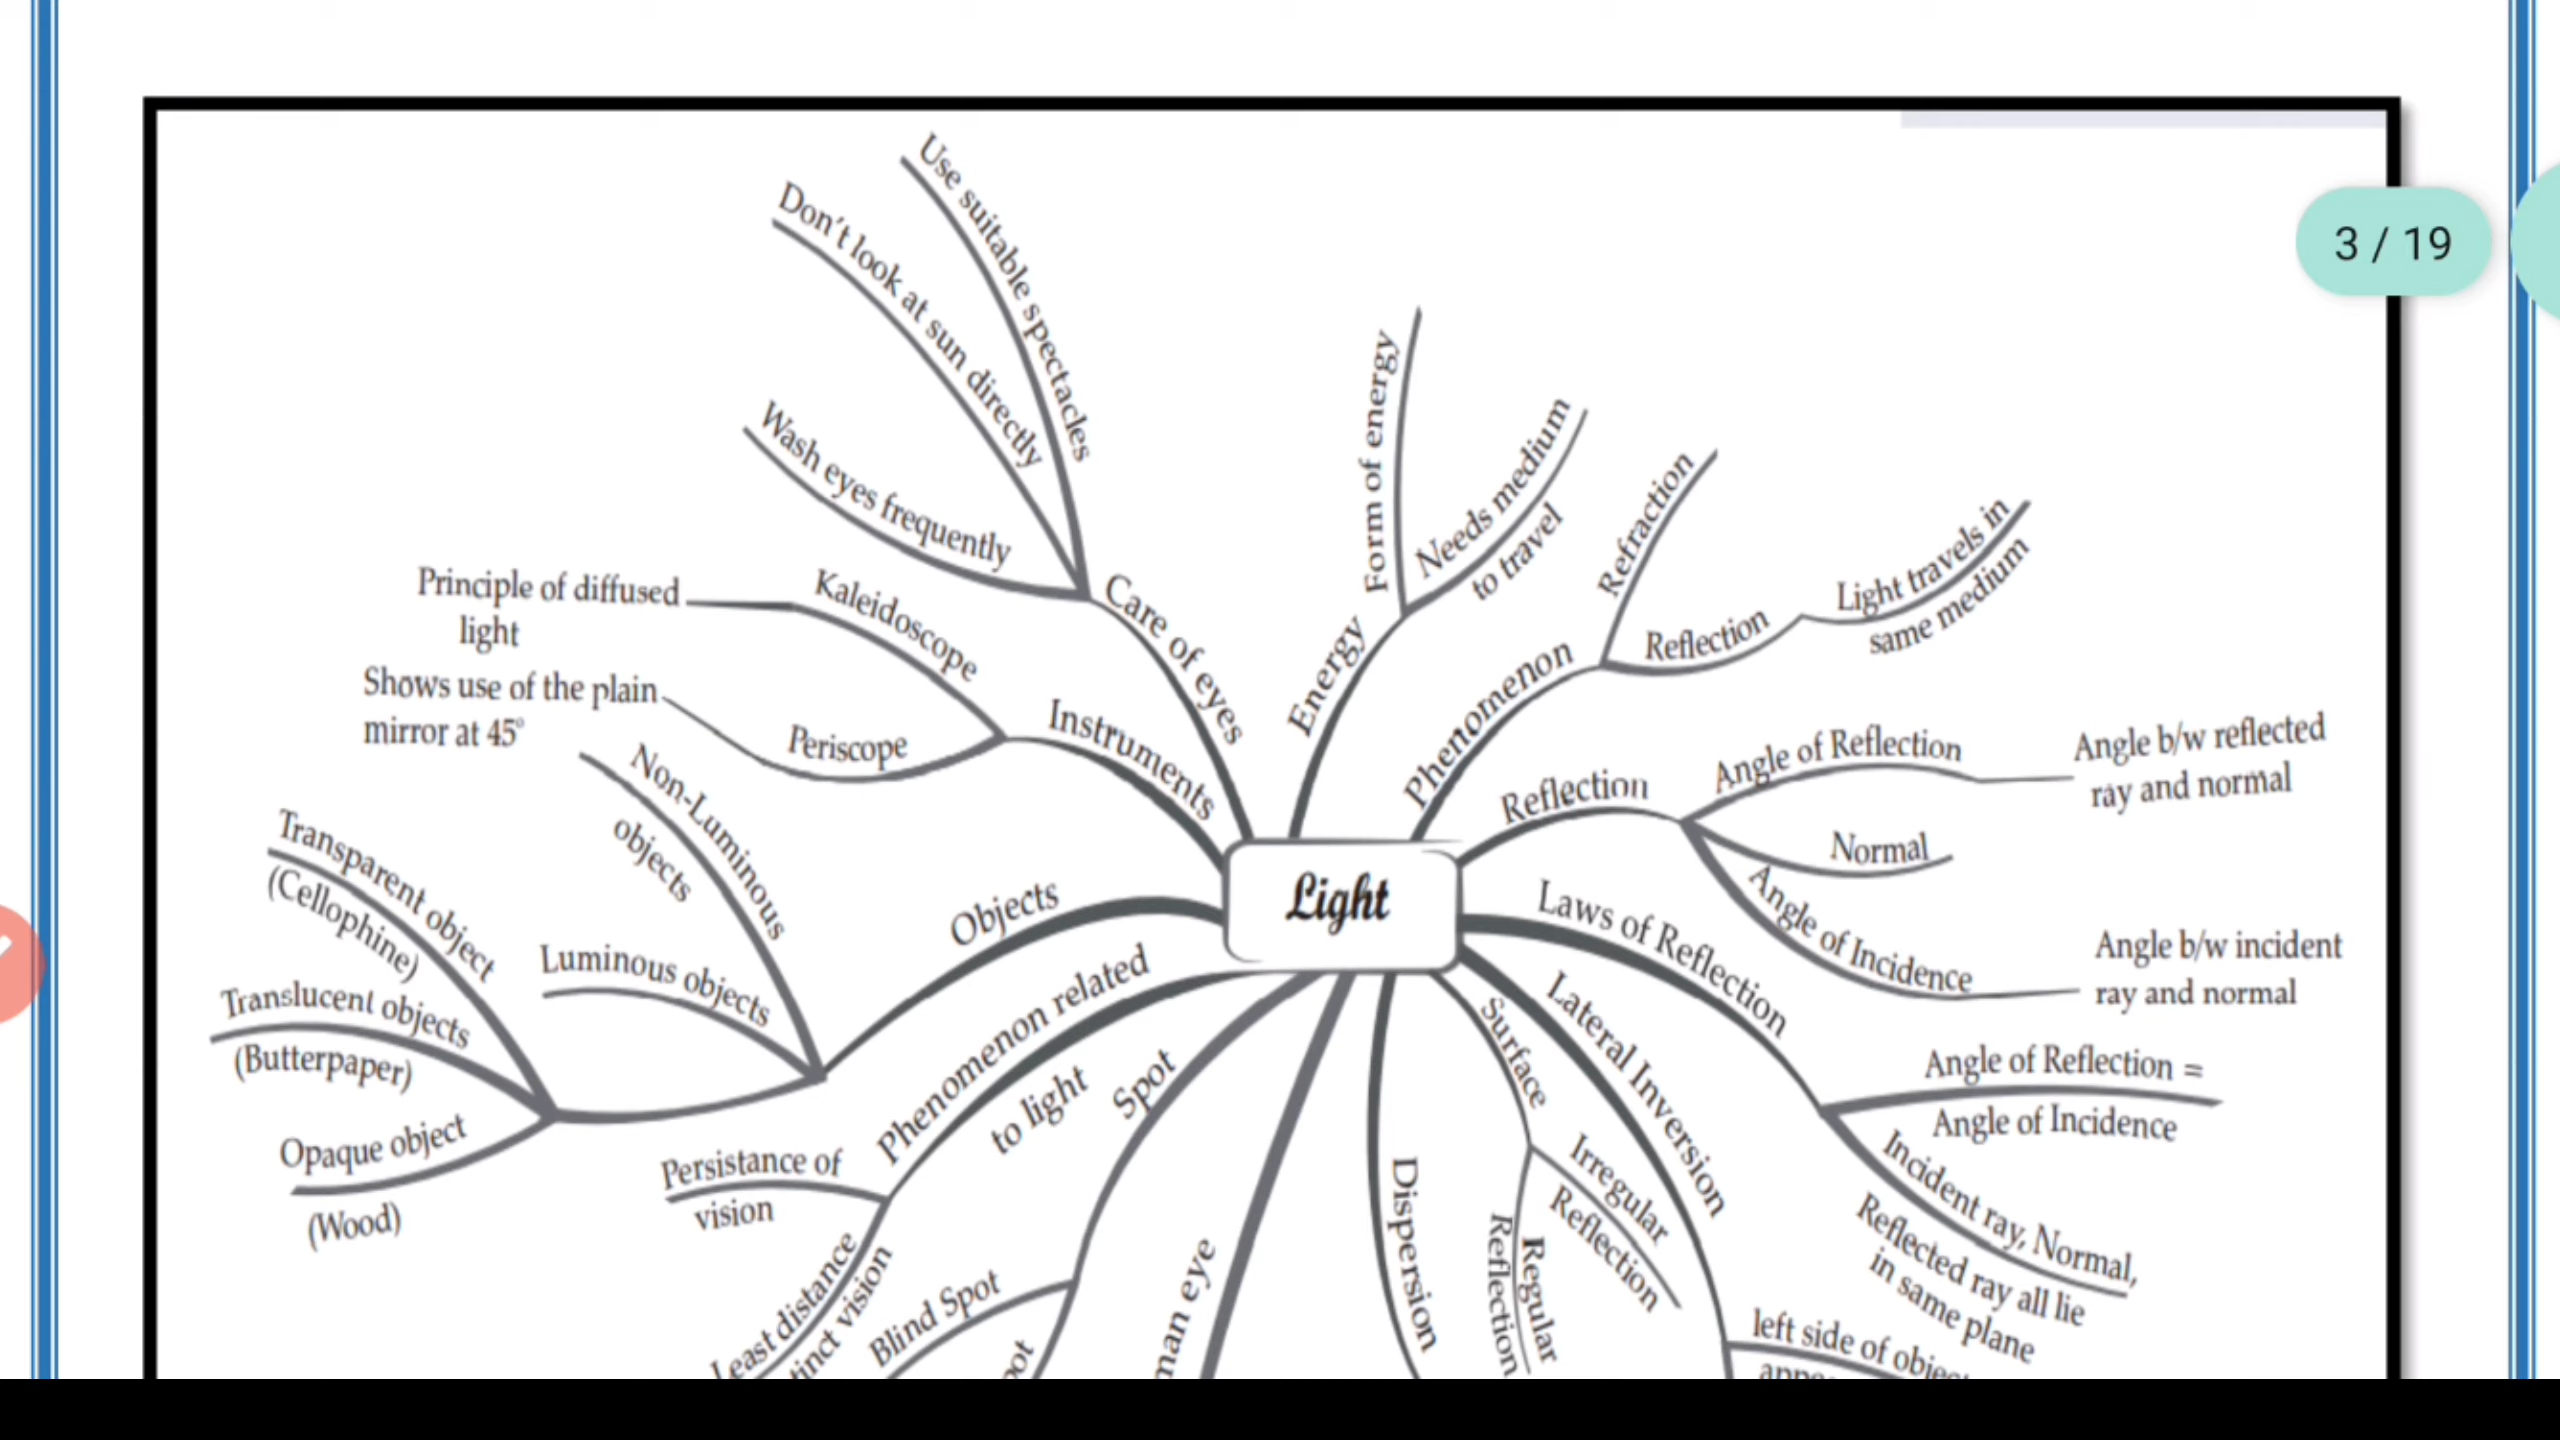 3 / 19
Use suitable spectacles
Don't look at sun directly
Wash eyes frequently
Care of eyes
Principle of diffused
light
Kaleidoscope
Shows use of the plain
mirror at 45°
Periscope
Instruments
Form of energy
Needs medium
to travel
Energy
Refraction
Reflection
Light travels in
same medium
Phenomenon
Reflection
Angle of Reflection
Angle b/w reflected
ray and normal
Normal
Angle of Incidence
Angle b/w incident
ray and normal
Light
Non-Luminous
objects
Luminous objects
Objects
Transparent object
(Cellophine)
Translucent objects
(Butterpaper)
Opaque object
(Wood)
Laws of Reflection
Angle of Reflection =
Angle of Incidence
Incident ray, Normal,
Reflected ray all lie
in same plane
Lateral Inversion
left side of
Surface
Irregular
Reflection
Regular
Reflection
Dispersion
Phenomenon related
to light
Persistance of
vision
Least distance
vision
Spot
Blind Spot
eye